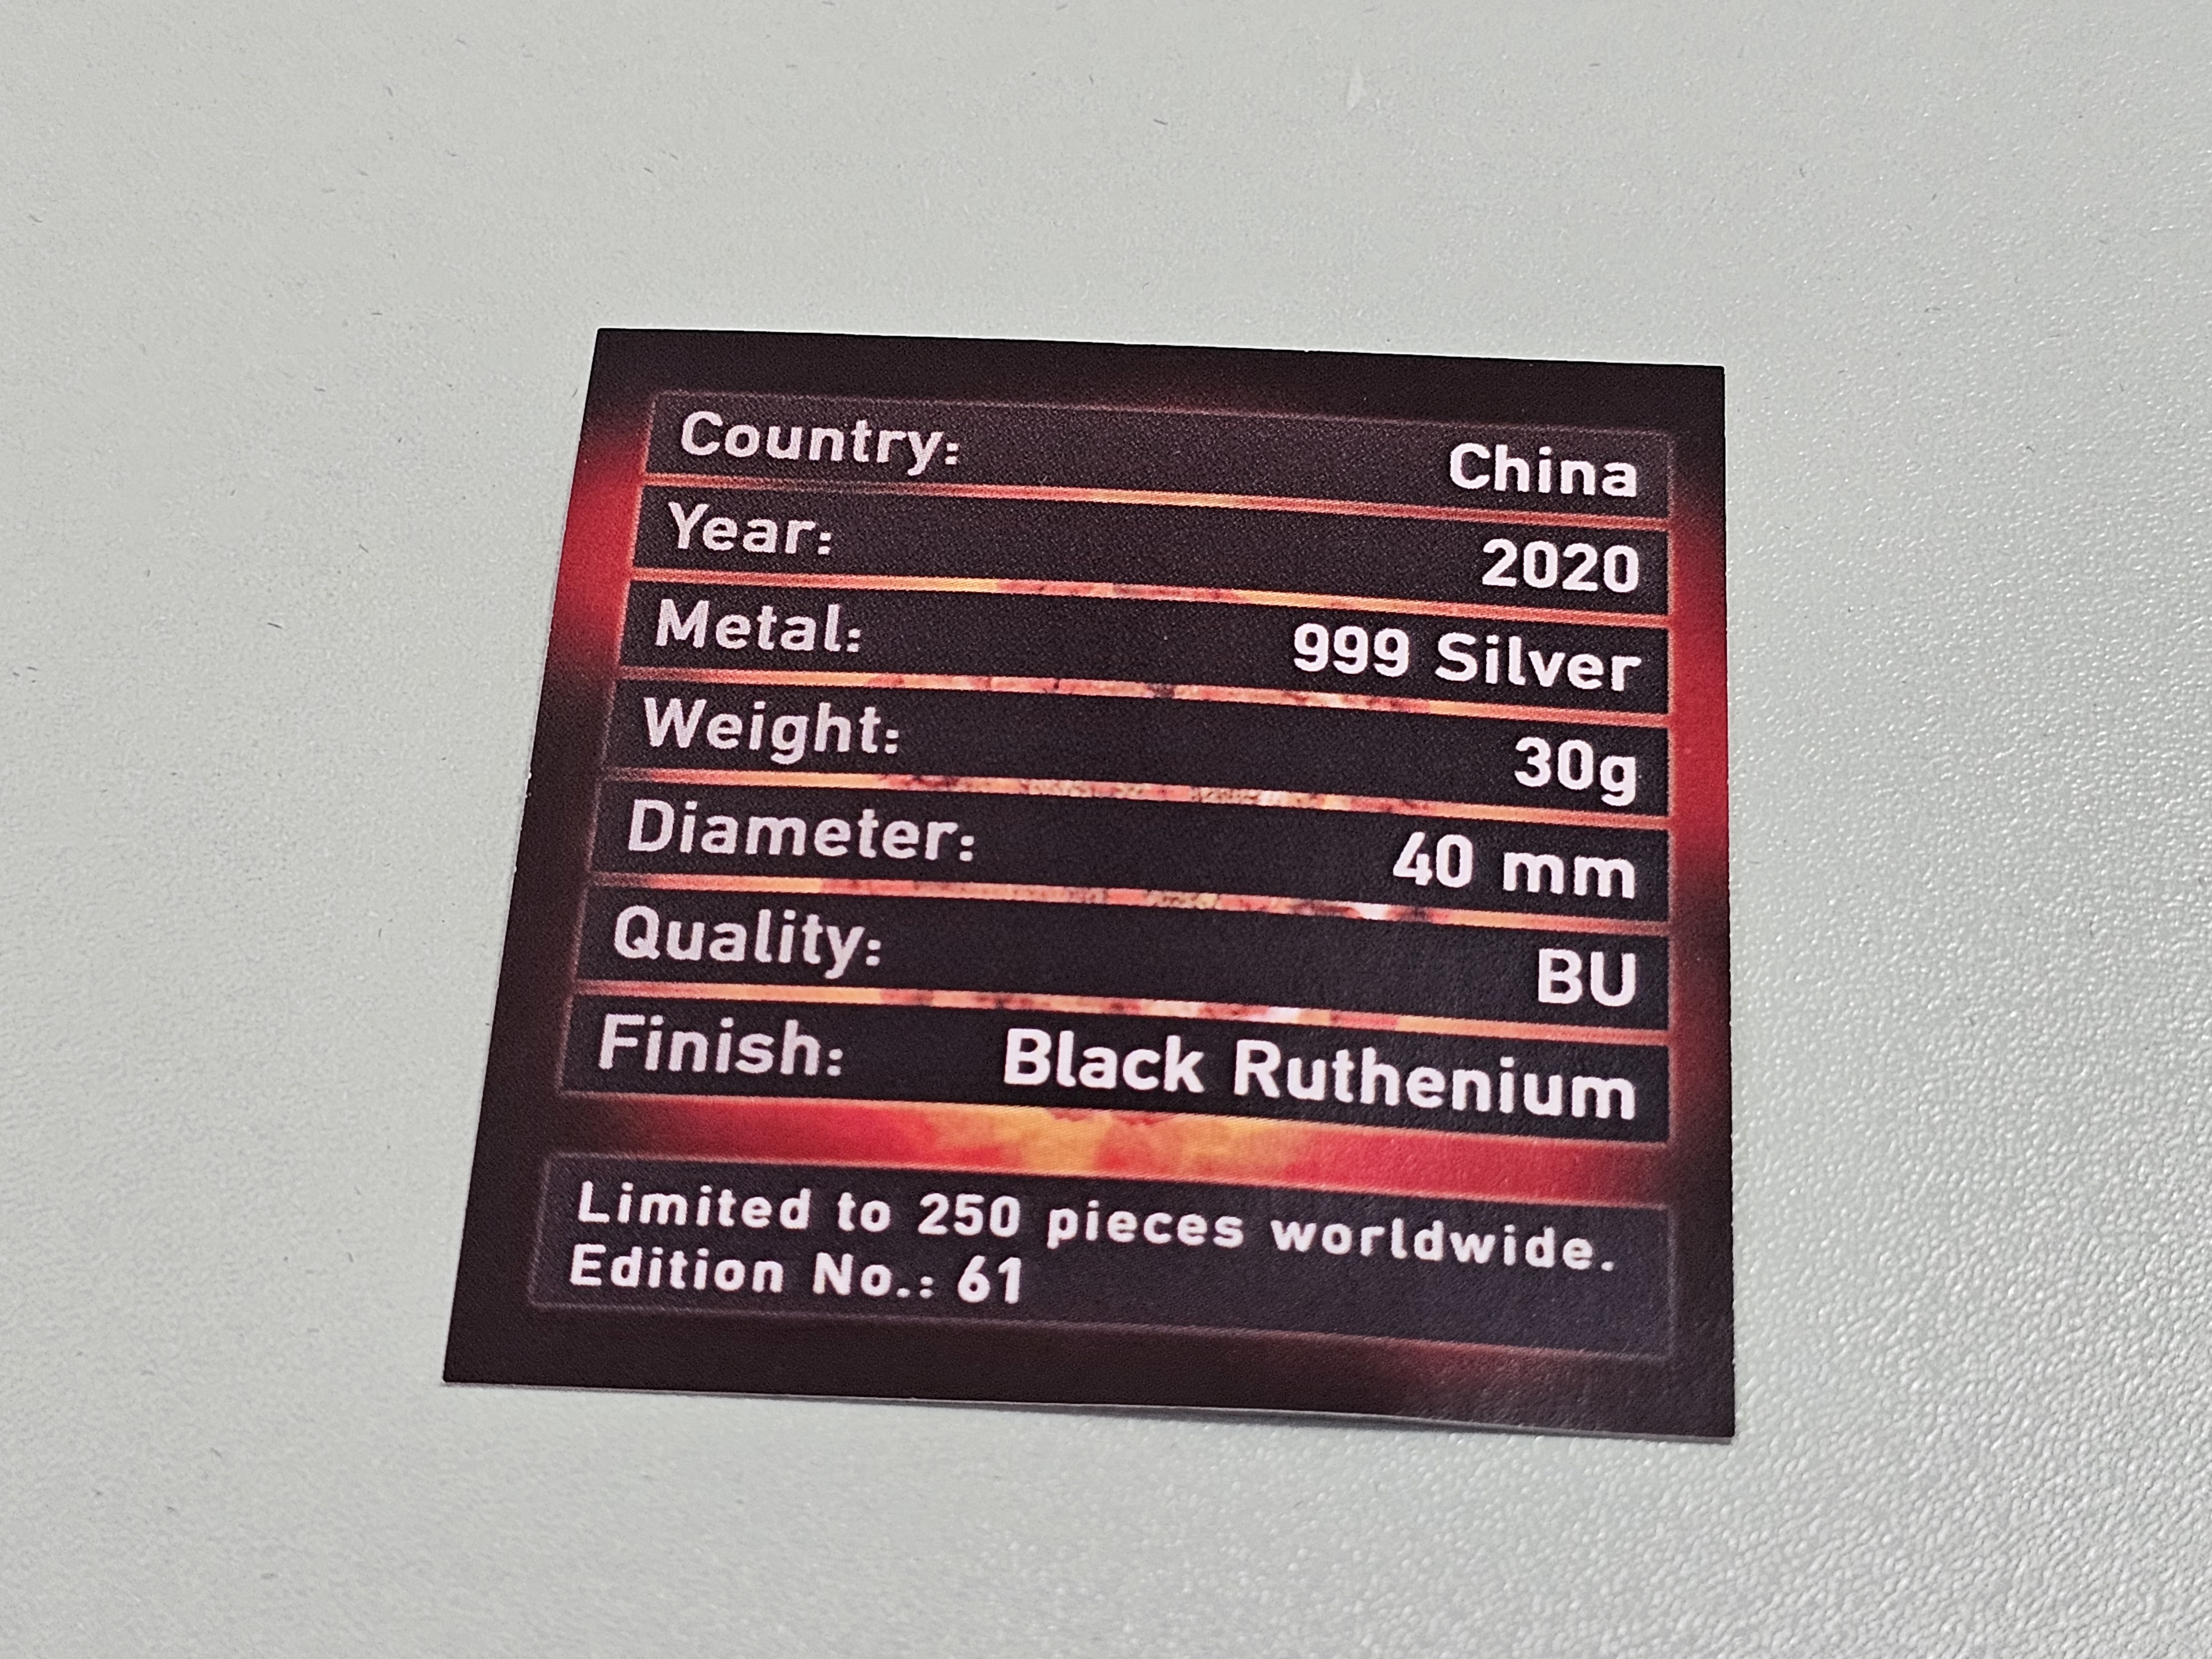 Country: China
Year: 2020
Metal: 999 Silver
Weight: 30g
Diameter: 40 mm
Quality: BU
Finish: Black Ruthenium
Limited to 250 pieces worldwide.
Edition No.: 61